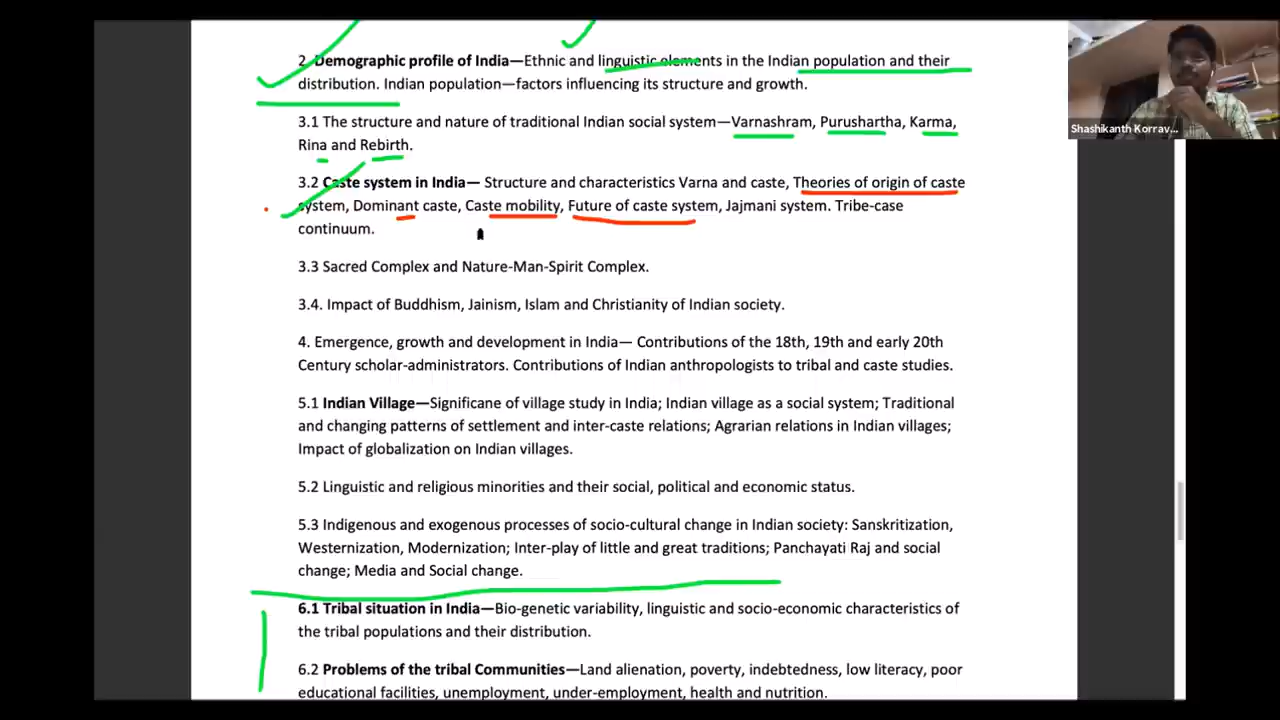 2. Demographic profile of India—Ethnic and linguistic elements in the Indian population and their
distribution. Indian population—factors influencing its structure and growth.
3.1 The structure and nature of traditional Indian social system—Varnashram, Purushartha, Karma,
Rina and Rebirth.
3.2 Caste system in India— Structure and characteristics Varna and caste, Theories of origin of caste
system, Dominant caste, Caste mobility, Future of caste system, Jajmani system. Tribe-case
continuum.
3.3 Sacred Complex and Nature-Man-Spirit Complex.
3.4. Impact of Buddhism, Jainism, Islam and Christianity of Indian society.
4. Emergence, growth and development in India— Contributions of the 18th, 19th and early 20th
Century scholar-administrators. Contributions of Indian anthropologists to tribal and caste studies.
5.1 Indian Village—Significane of village study in India; Indian village as a social system; Traditional
and changing patterns of settlement and inter-caste relations; Agrarian relations in Indian villages;
Impact of globalization on Indian villages.
5.2 Linguistic and religious minorities and their social, political and economic status.
5.3 Indigenous and exogenous processes of socio-cultural change in Indian society: Sanskritization,
Westernization, Modernization; Inter-play of little and great traditions; Panchayati Raj and social
change; Media and Social change.
6.1 Tribal situation in India—Bio-genetic variability, linguistic and socio-economic characteristics of
the tribal populations and their distribution.
6.2 Problems of the tribal Communities—Land alienation, poverty, indebtedness, low literacy, poor
educational facilities, unemployment, under-employment, health and nutrition.
Shashikanth Korrav...